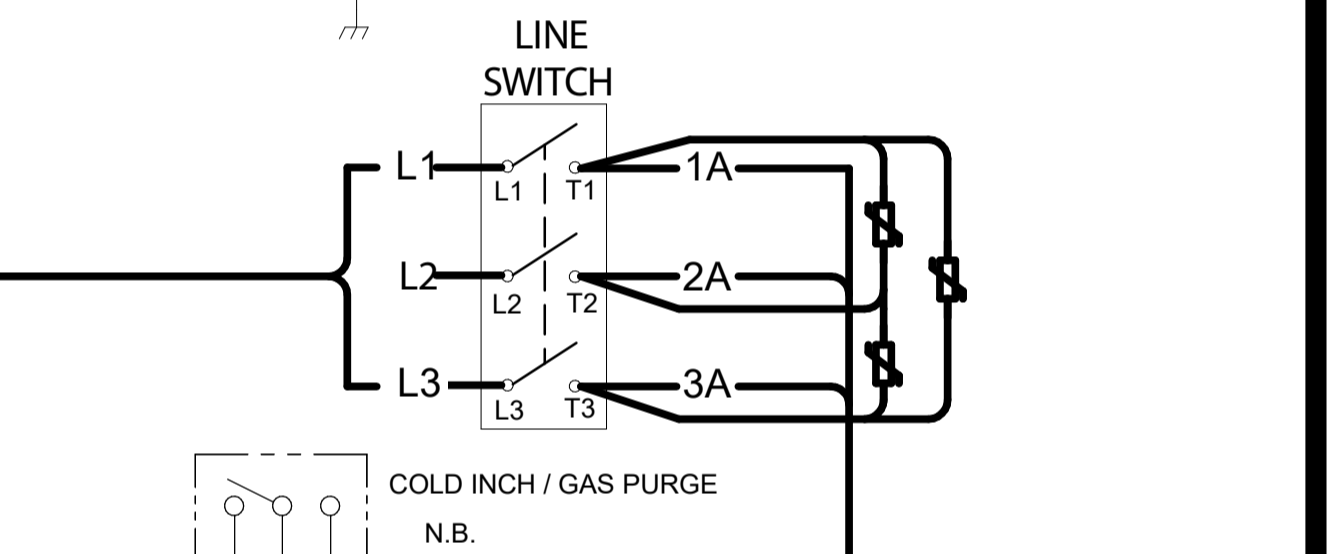 LINE
SWITCH
L1
L1
T1
1A
L2
L2
T2
2A
L3
L3
T3
3A
COLD INCH / GAS PURGE
N.B.